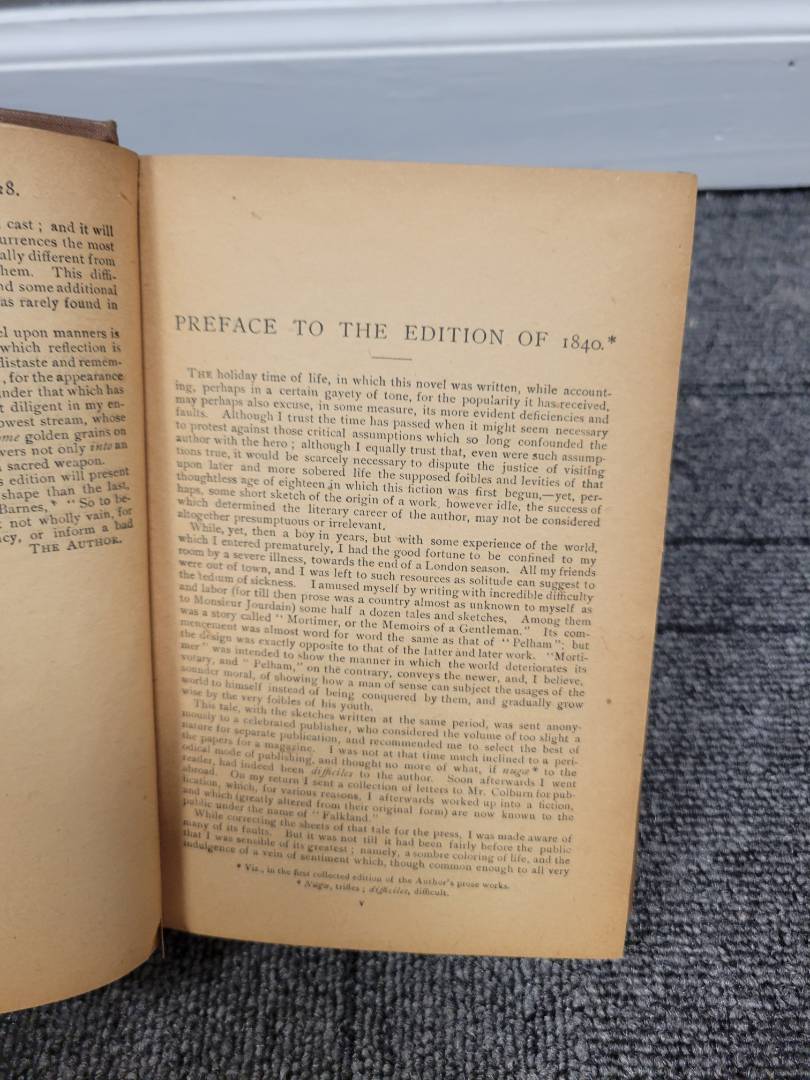 :8.
cast ; and it will
urrences the most
ally different from
hem. This diffi-
nd some additional
as rarely found in
el upon manners is
which reflection is
distaste and remem-
, for the appearance
nder that which has
t diligent in my en-
owest stream, whose
ome golden grains on
vers not only into an
sacred weapon.
s edition will present
shape than the last,
Barnes,* "So to be-
not wholly vain, for
cy, or inform a bad
THE AUTHOR.
PREFACE TO THE EDITION OF 1840.*
THE holiday time of life, in which this novel was written, while account-
ing, perhaps in a certain gayety of tone, for the popularity it has received,
may perhaps also excuse, in some measure, its more evident deficiencies and
faults. Although I trust the time has passed when it might seem necessary
to protest against those critical assumptions which so long confounded the
author with the hero ; although I equally trust that, even were such assump-
tions true, it would be scarcely necessary to dispute the justice of visiting
upon later and more sobered life the supposed foibles and levities of that
thoughtless age of eighteen in which this fiction was first begun,—yet, per-
haps, some short sketch of the origin of a work, however idle, the success of
which determined the literary career of the author, may not be considered
altogether presumptuous or irrelevant.
While, yet, then a boy in years, but with some experience of the world,
which I entered prematurely, I had the good fortune to be confined to my
room by a severe illness, towards the end of a London season. All my friends
were out of town, and I was left to such resources as solitude can suggest to
the tedium of sickness. I amused myself by writing with incredible difficulty
and labor (for till then prose was a country almost as unknown to myself as
to Monsieur Jourdain) some half a dozen tales and sketches. Among them
was a story called "Mortimer, or the Memoirs of a Gentleman." Its com-
mencement was almost word for word the same as that of "Pelham"; but
the design was exactly opposite to that of the latter and later work. "Morti-
mer" was intended to show the manner in which the world deteriorates its
votary, and "Pelham," on the contrary, conveys the newer, and, I believe,
sounder moral, of showing how a man of sense can subject the usages of the
world to himself instead of being conquered by them, and gradually grow
wise by the very foibles of his youth.
This tale, with the sketches written at the same period, was sent anony-
mously to a celebrated publisher, who considered the volume of too slight a
nature for separate publication, and recommended me to select the best of
the papers for a magazine. I was not at that time much inclined to a peri-
odical mode of publishing, and thought no more of what, if nugæ* to the
reader, had indeed been difficiles to the author. Soon afterwards I went
abroad. On my return I sent a collection of letters to Mr. Colburn for pub-
lication, which, for various reasons, I afterwards worked up into a fiction,
and which (greatly altered from their original form) are now known to the
public under the name of "Falkland."
While correcting the sheets of that tale for the press, I was made aware of
many of its faults. But it was not till it had been fairly before the public
that I was sensible of its greatest ; namely, a sombre coloring of life, and the
indulgence of a vein of sentiment which, though common enough to all very
* Viz., in the first collected edition of the Author's prose works.
* Nugæ, trifles ; difficiles, difficult.
v